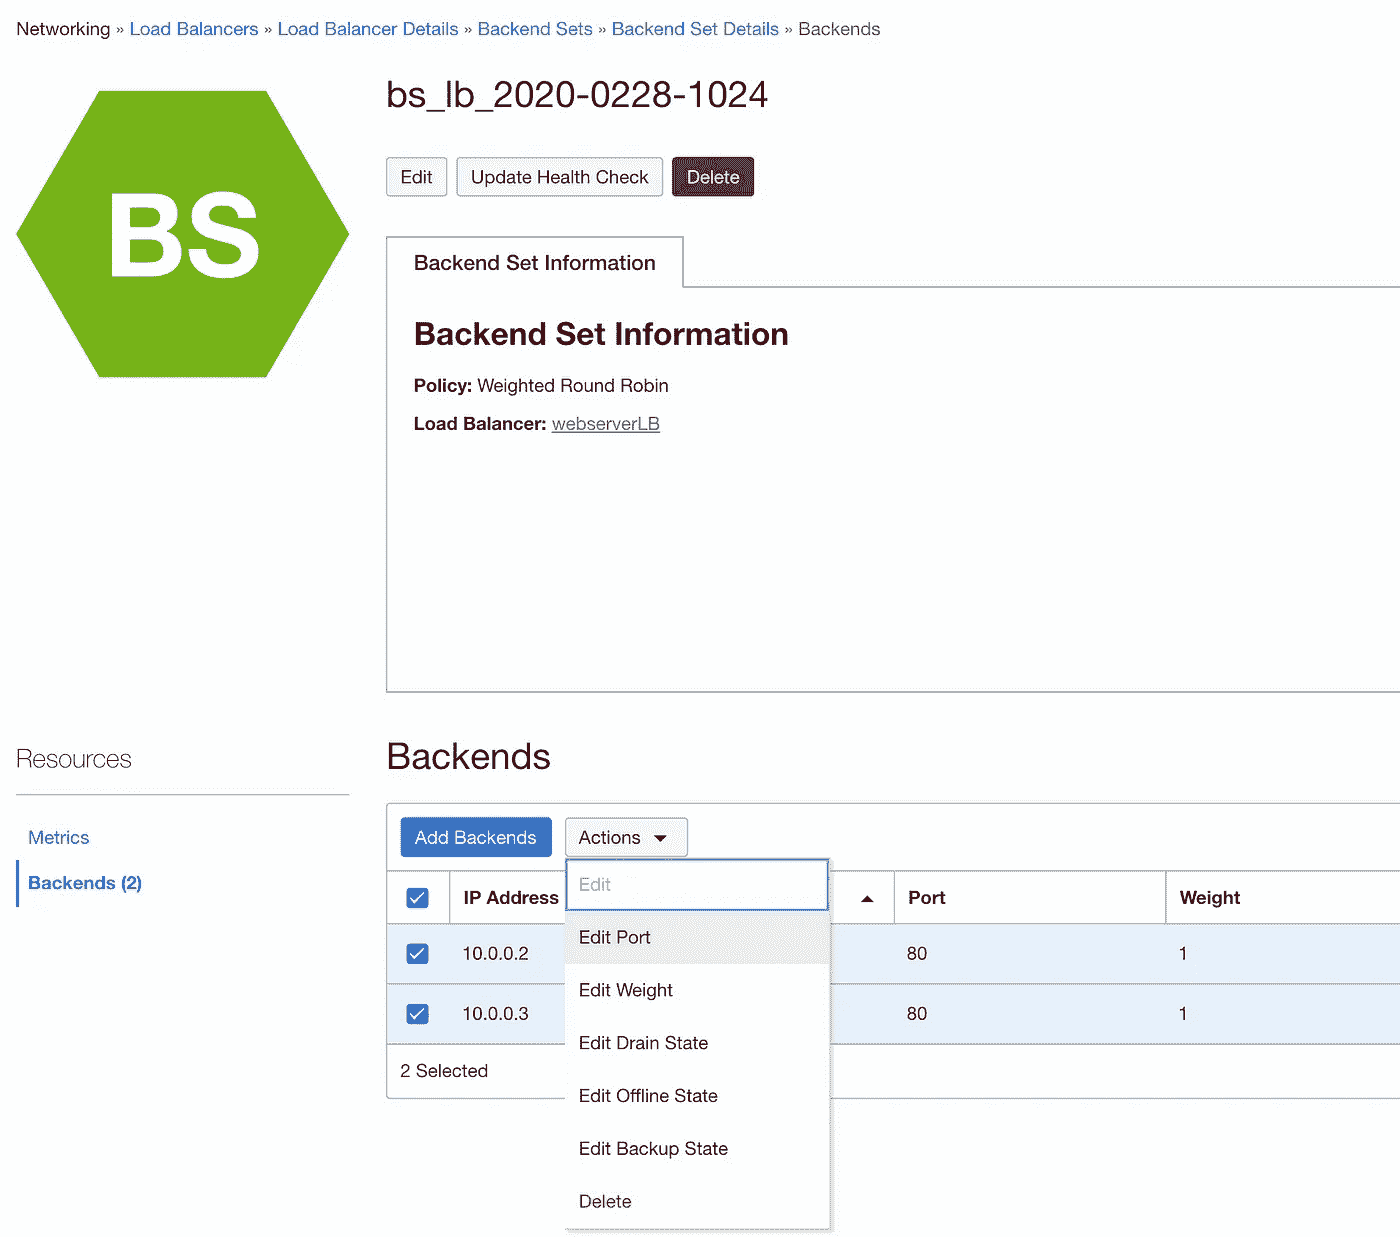 Networking » Load Balancers » Load Balancer Details » Backend Sets » Backend Set Details » Backends
BS
bs_lb_2020-0228-1024
Edit Update Health Check Delete
Backend Set Information
Backend Set Information
Policy: Weighted Round Robin
Load Balancer: webserverLB
Resources
Metrics
Backends (2)
Backends
Add Backends Actions
IP Address Port Weight
10.0.0.2 80 1
10.0.0.3 80 1
2 Selected
Edit
Edit Port
Edit Weight
Edit Drain State
Edit Offline State
Edit Backup State
Delete